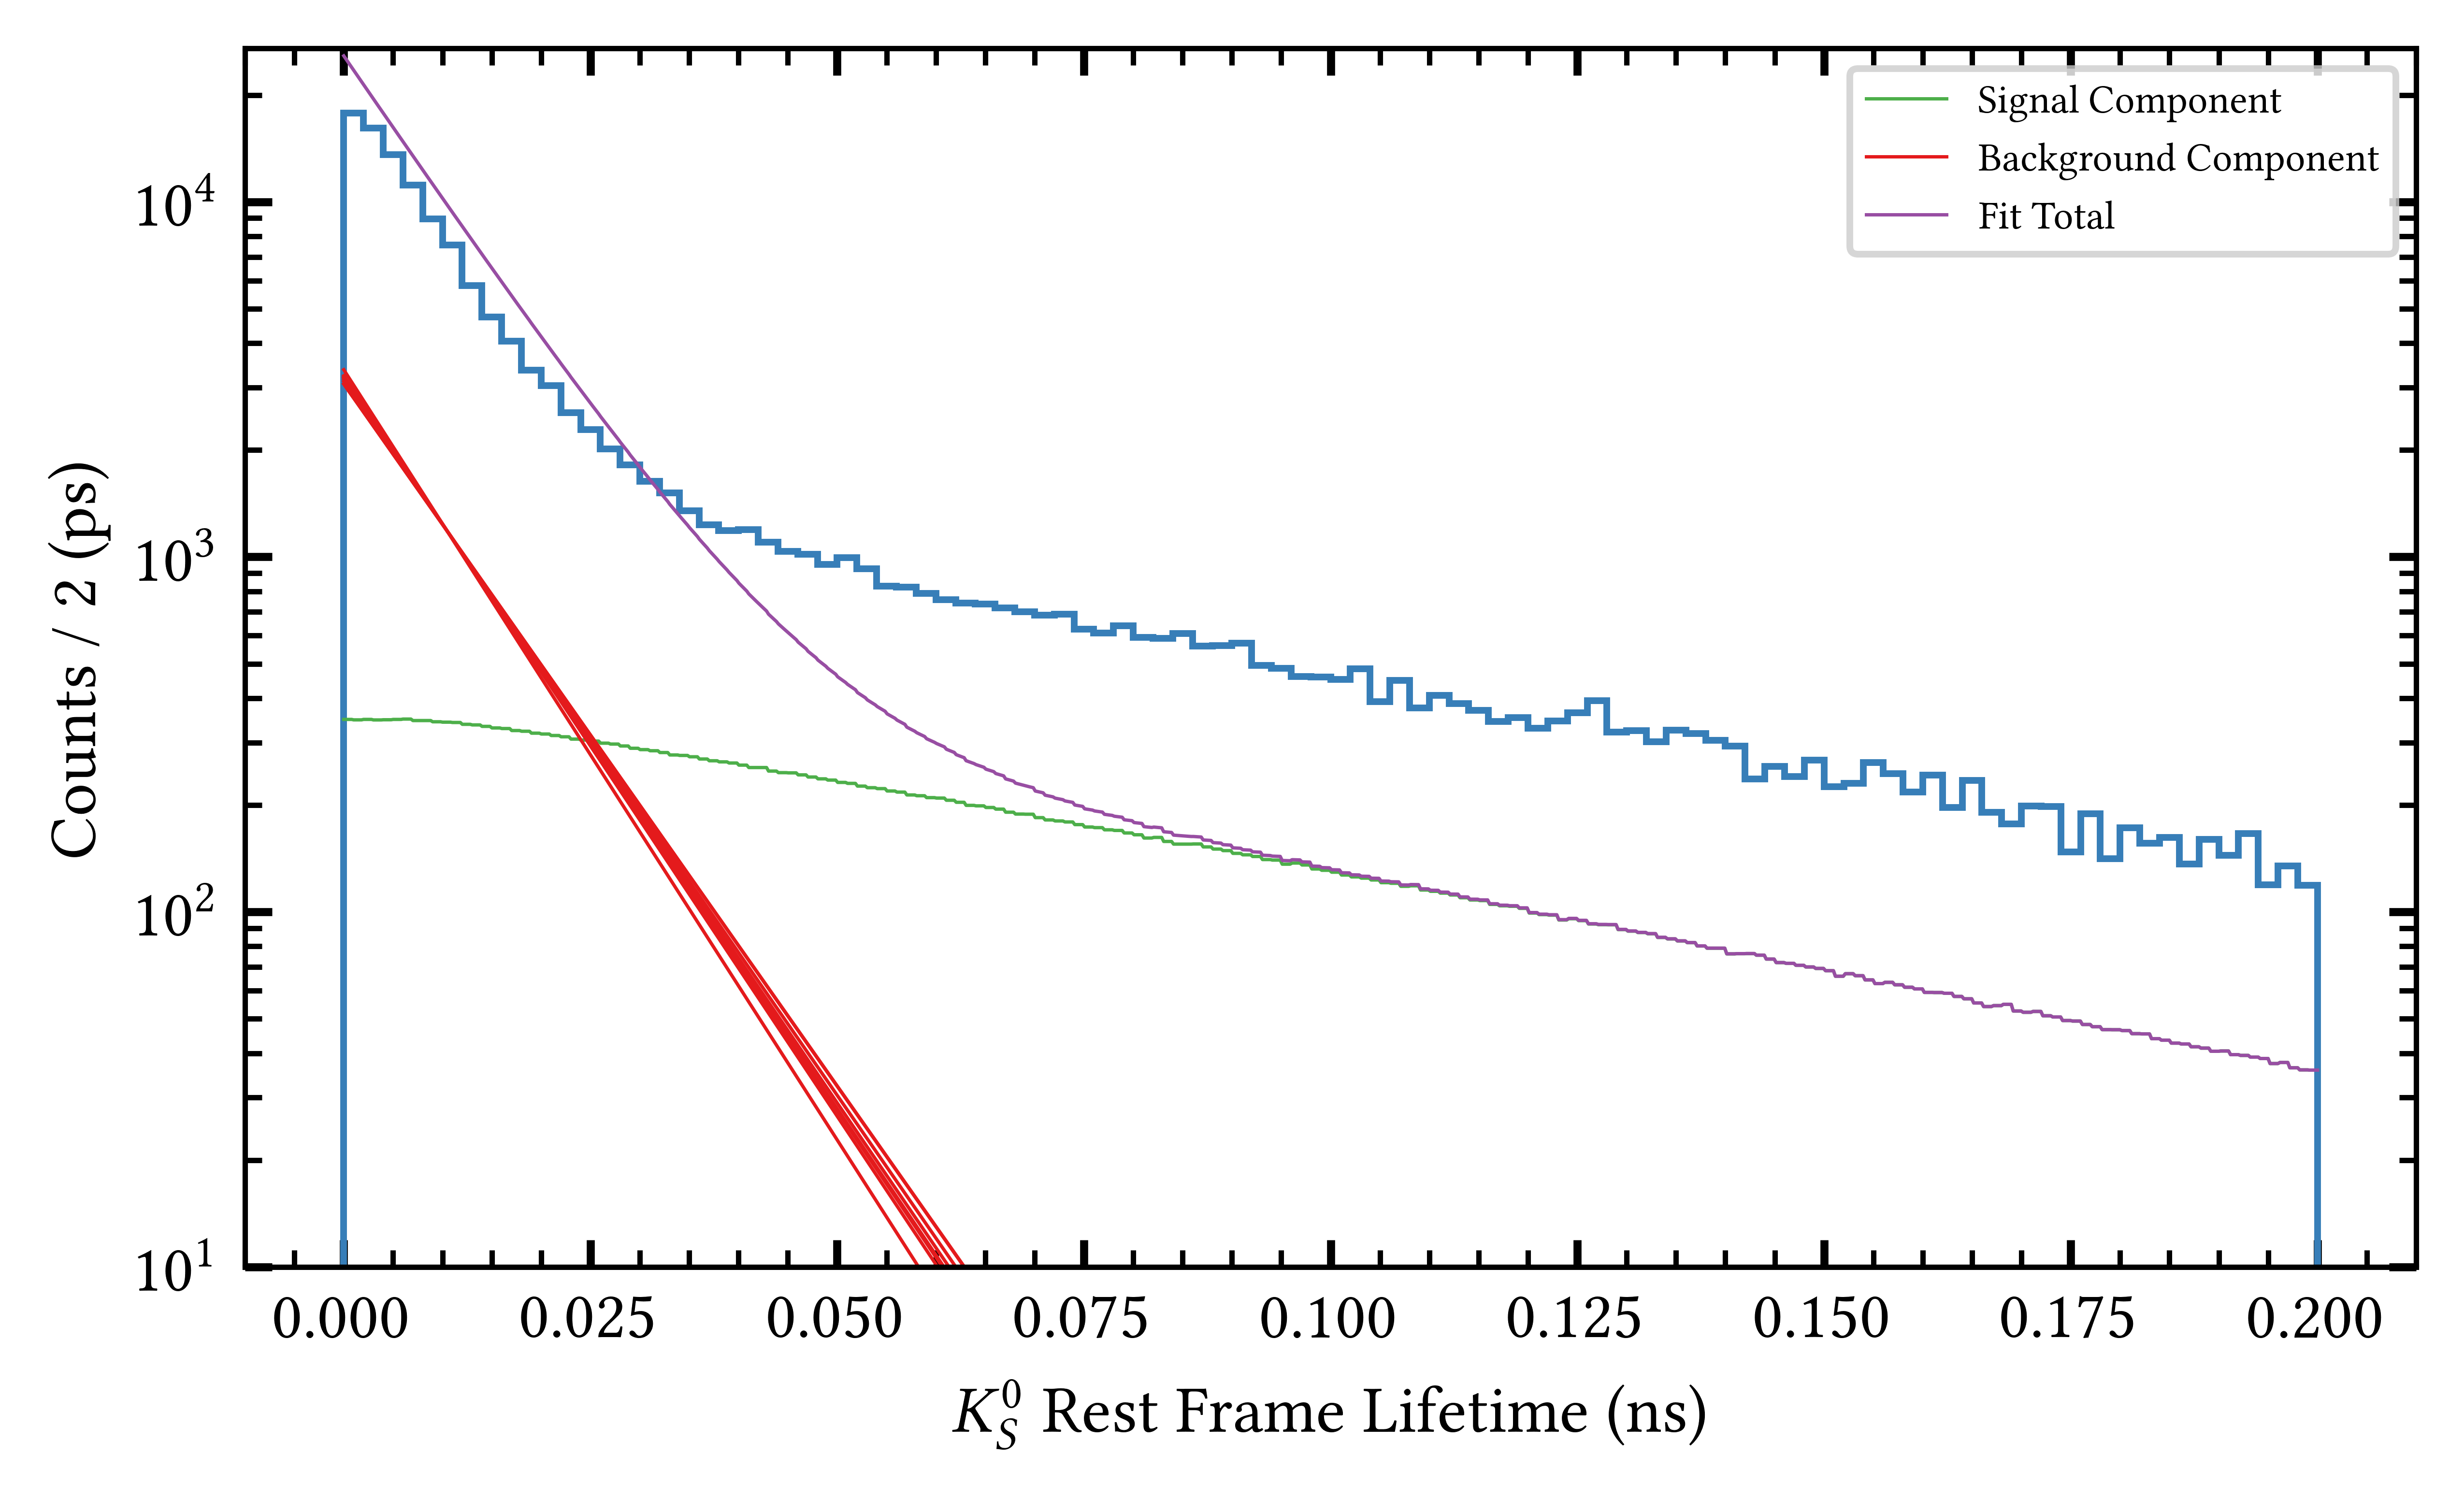 Counts / 2 (ps)
10^4
10^3
10^2
10^1
Signal Component
Background Component
Fit Total
0.000 0.025 0.050 0.075 0.100 0.125 0.150 0.175 0.200
K_S^0 Rest Frame Lifetime (ns)